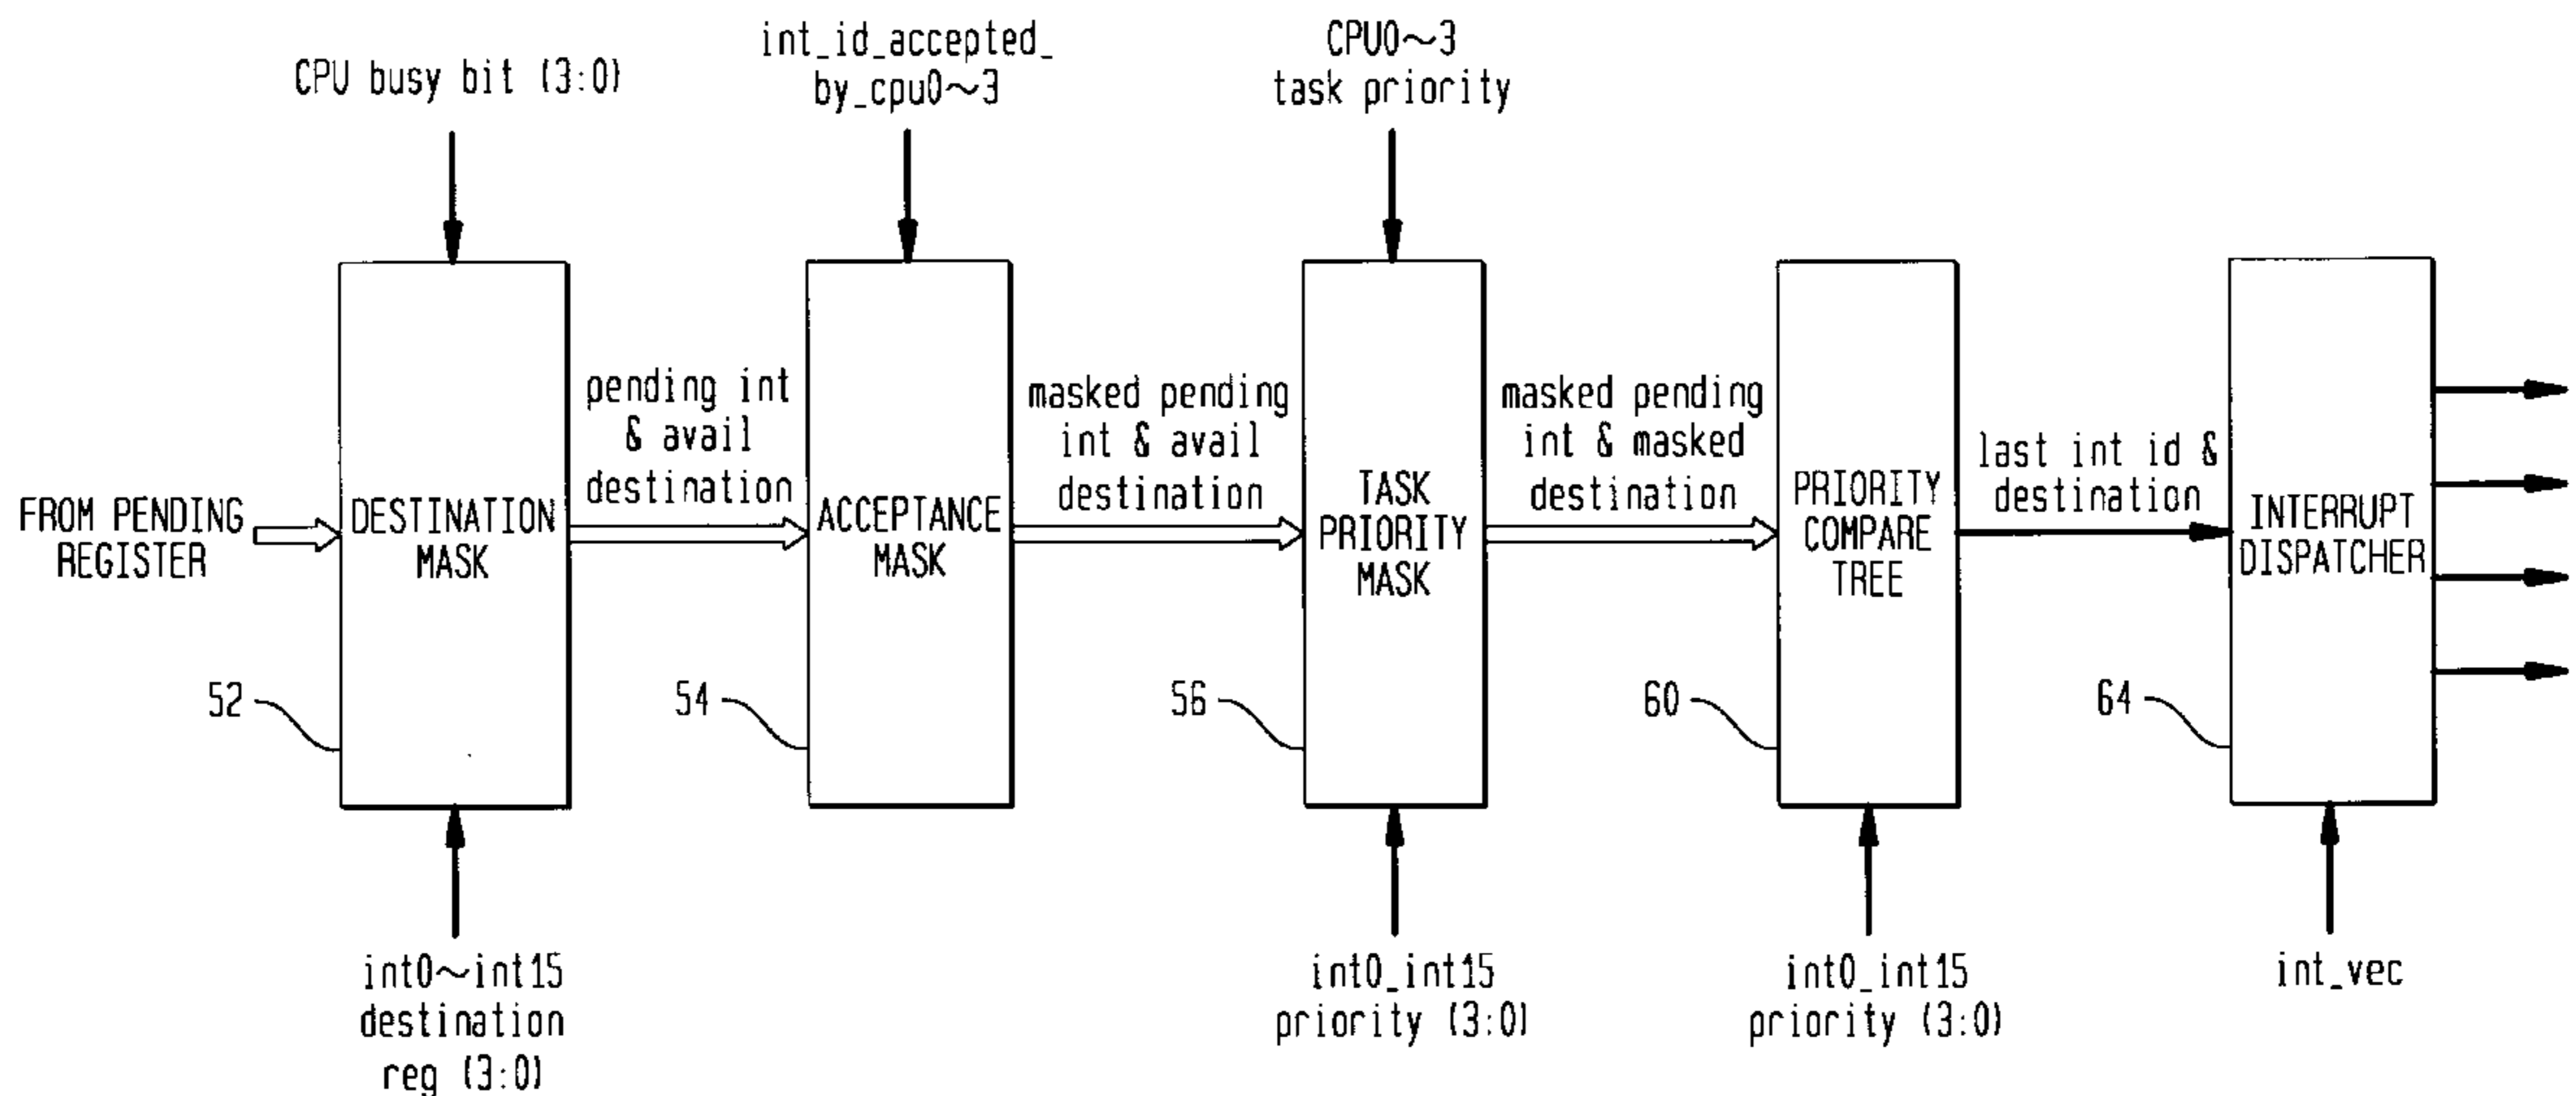 CPU busy bit (3:0)
int_id_accepted_
by_cpu0~3
CPU0~3
task priority
FROM PENDING
REGISTER
DESTINATION
MASK
pending int
& avail
destination
ACCEPTANCE
MASK
masked pending
int & avail
destination
TASK
PRIORITY
MASK
masked pending
int & masked
destination
PRIORITY
COMPARE
TREE
last int id &
destination
INTERRUPT
DISPATCHER
52
54
56
60
64
int0~int15
destination
reg (3:0)
int0_int15
priority (3:0)
int0_int15
priority (3:0)
int_vec